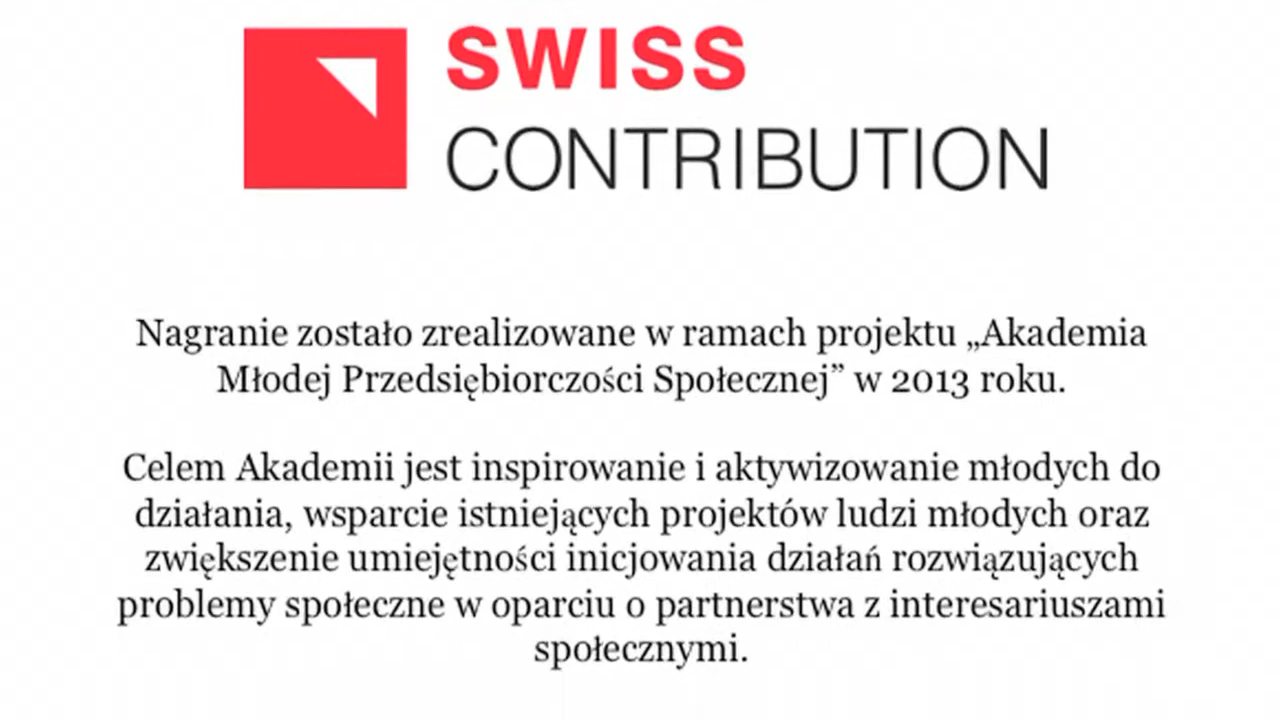 SWISS
CONTRIBUTION
Nagranie zostało zrealizowane w ramach projektu „Akademia
Młodej Przedsiębiorczości Społecznej” w 2013 roku.
Celem Akademii jest inspirowanie i aktywizowanie młodych do
działania, wsparcie istniejących projektów ludzi młodych oraz
zwiększenie umiejętności inicjowania działań rozwiązujących
problemy społeczne w oparciu o partnerstwa z interesariuszami
społecznymi.